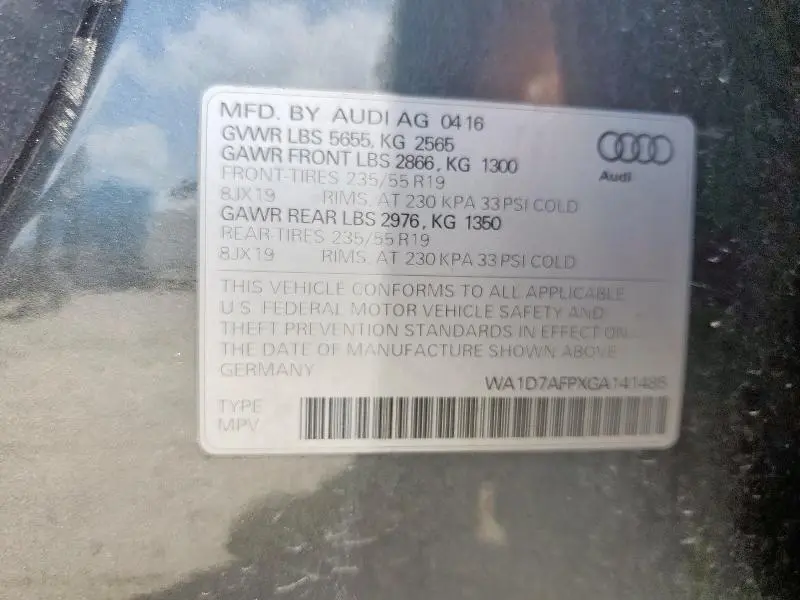 MFD. BY AUDI AG 0416
GVWR LBS 5655, KG 2565
GAWR FRONT LBS 2866, KG 1300
FRONT-TIRES 235/55 R19
8JX19 RIMS. AT 230 KPA 33 PSI COLD
GAWR REAR LBS 2976, KG 1350
REAR-TIRES 235/55 R19
8JX19 RIMS. AT 230 KPA 33 PSI COLD
Audi
THIS VEHICLE CONFORMS TO ALL APPLICABLE
U.S. FEDERAL MOTOR VEHICLE SAFETY AND
THEFT PREVENTION STANDARDS IN EFFECT ON
THE DATE OF MANUFACTURE SHOWN ABOVE
GERMANY
WA1D7AFPXGA141485
TYPE
MPV